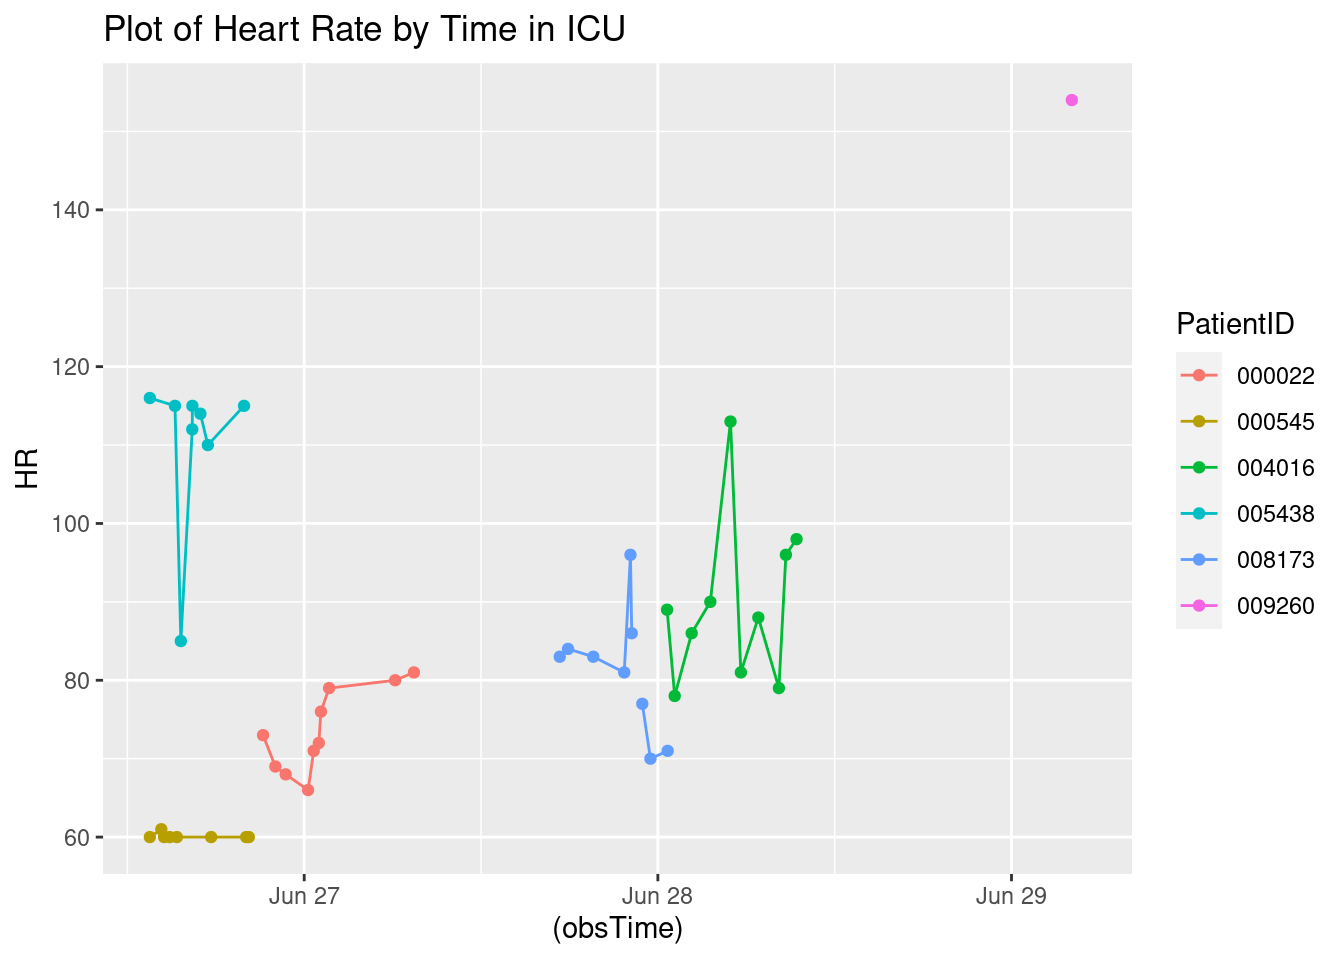 Plot of Heart Rate by Time in ICU
140
120
100
80
60
HR
Jun 27
Jun 28
Jun 29
(obsTime)
PatientID
000022
000545
004016
005438
008173
009260